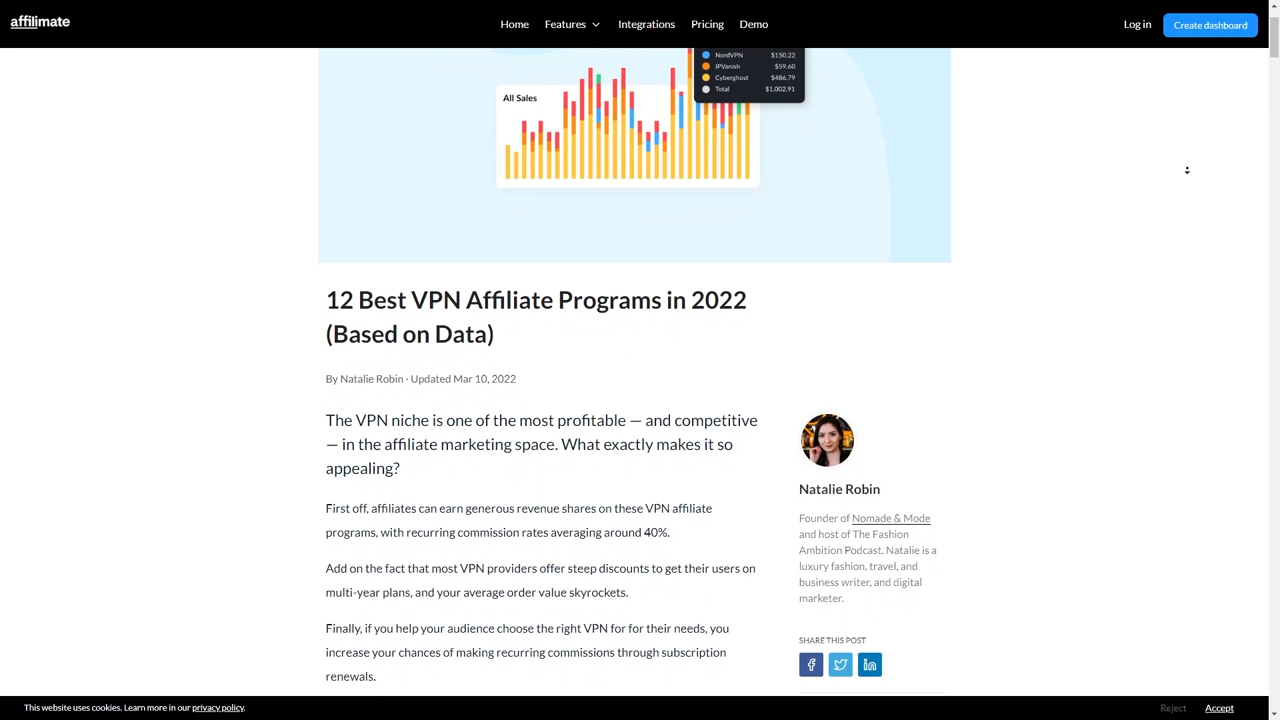 affilimate
Home Features Integrations Pricing Demo
Log in Create dashboard
NordVPN $150.22
IPVanish $59.60
Cyberghost $486.79
Total $1,002.91
All Sales
12 Best VPN Affiliate Programs in 2022
(Based on Data)
By Natalie Robin · Updated Mar 10, 2022
The VPN niche is one of the most profitable — and competitive
— in the affiliate marketing space. What exactly makes it so
appealing?
First off, affiliates can earn generous revenue shares on these VPN affiliate
programs, with recurring commission rates averaging around 40%.
Add on the fact that most VPN providers offer steep discounts to get their users on
multi-year plans, and your average order value skyrockets.
Finally, if you help your audience choose the right VPN for for their needs, you
increase your chances of making recurring commissions through subscription
renewals.
Natalie Robin
Founder of Nomade & Mode
and host of The Fashion
Ambition Podcast. Natalie is a
luxury fashion, travel, and
business writer, and digital
marketer.
SHARE THIS POST
This website uses cookies. Learn more in our privacy policy.
Reject Accept